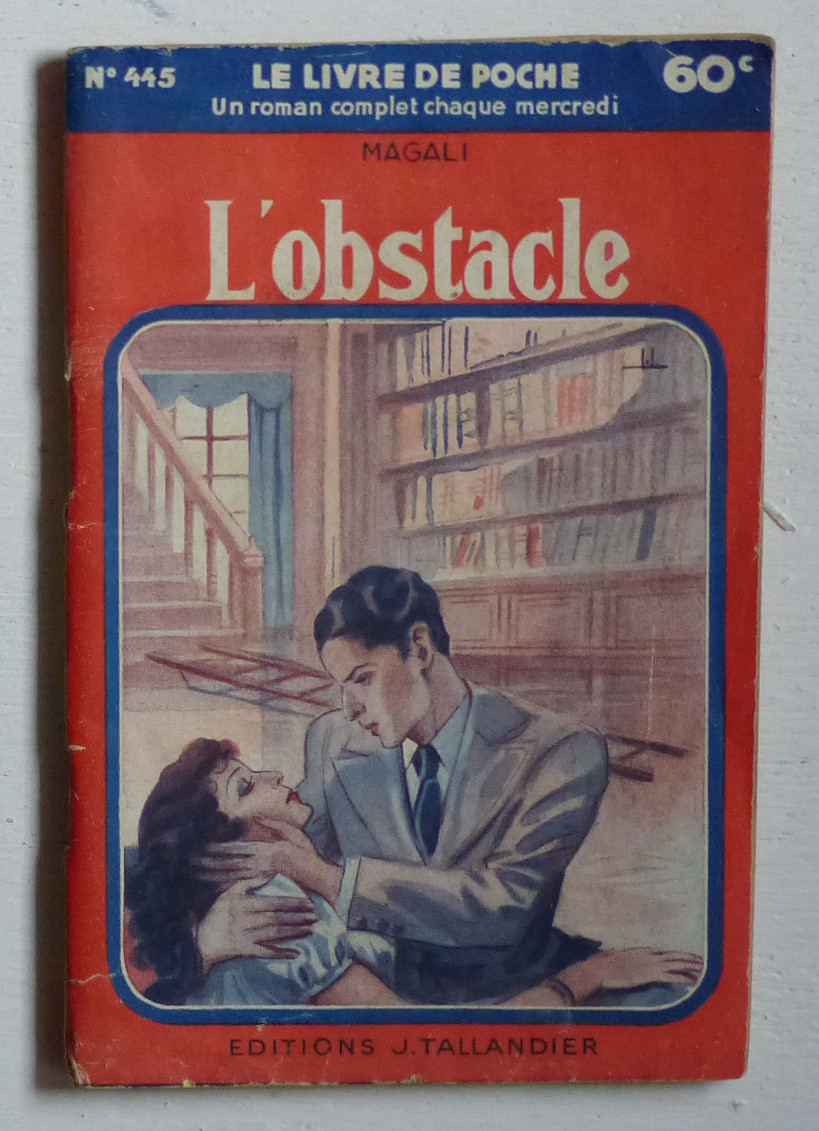 N° 445
LE LIVRE DE POCHE
60c
Un roman complet chaque mercredi
MAGALI
L'obstacle
EDITIONS J. TALLANDIER